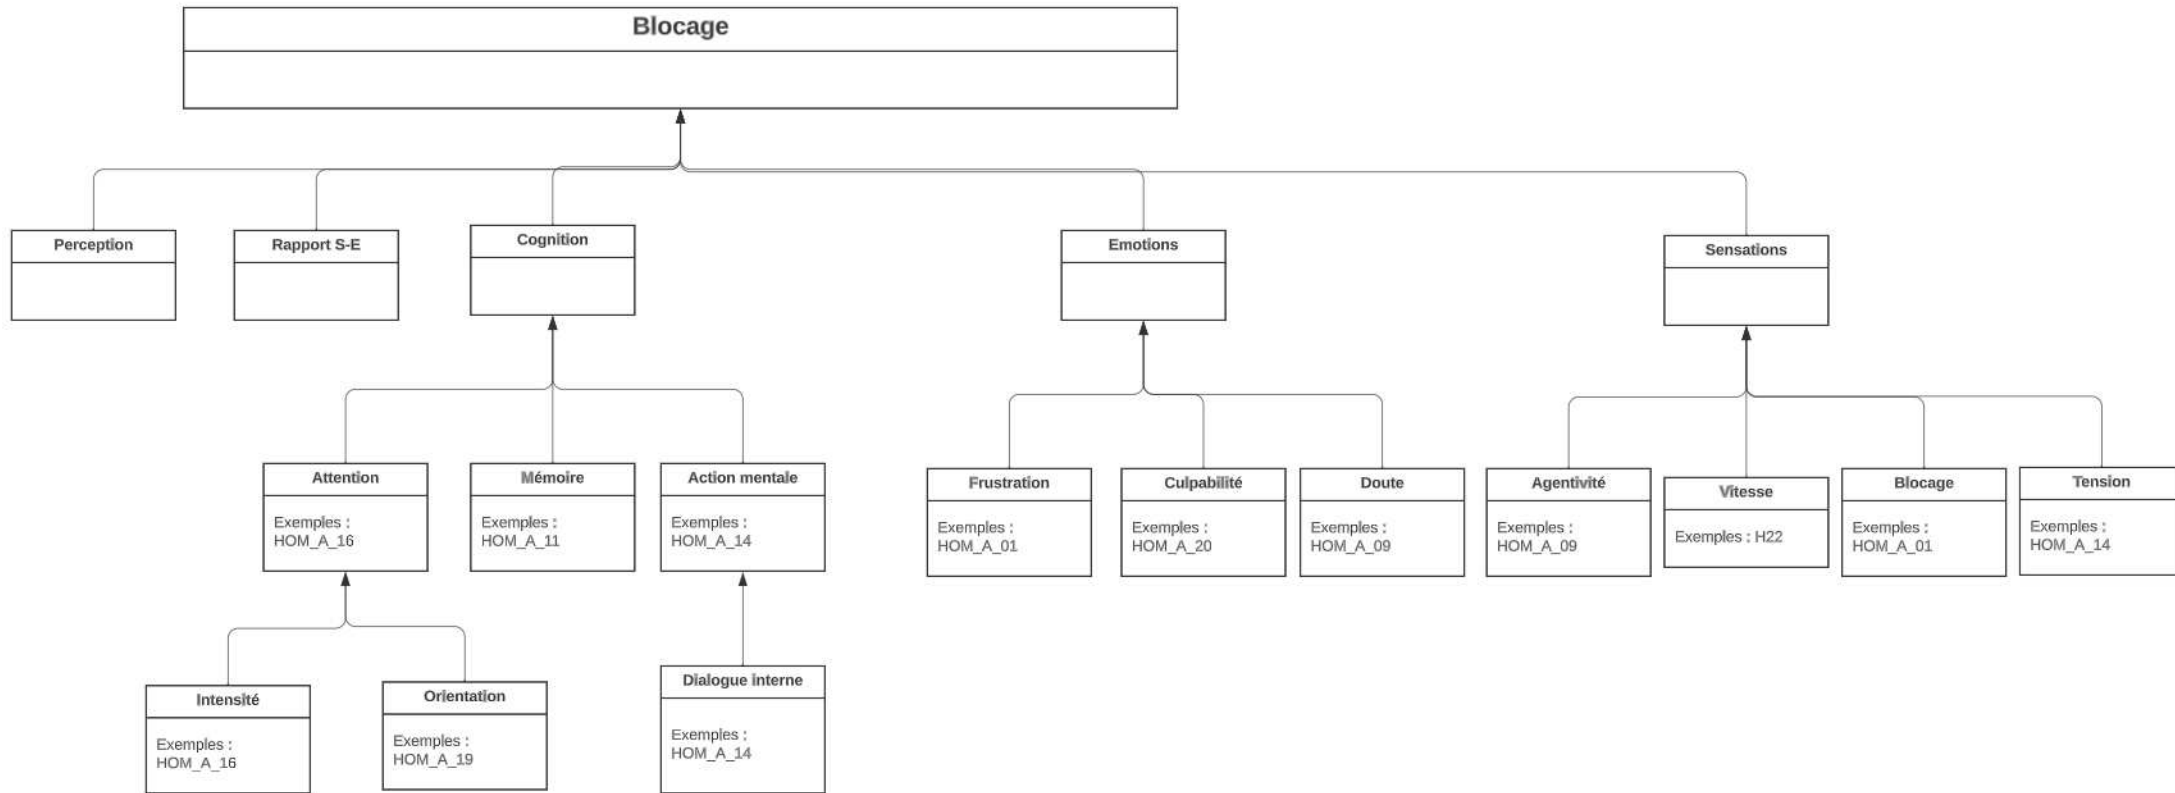 Blocage
Perception
Rapport S-E
Cognition
Emotions
Sensations
Attention
Exemples :
HOM_A_16
Mémoire
Exemples :
HOM_A_11
Action mentale
Exemples :
HOM_A_14
Frustration
Exemples :
HOM_A_01
Culpabilité
Exemples :
HOM_A_20
Doute
Exemples :
HOM_A_09
Agentivité
Exemples :
HOM_A_09
Vitesse
Exemples : H22
Blocage
Exemples :
HOM_A_01
Tension
Exemples :
HOM_A_14
Intensité
Exemples :
HOM_A_16
Orientation
Exemples :
HOM_A_19
Dialogue interne
Exemples :
HOM_A_14